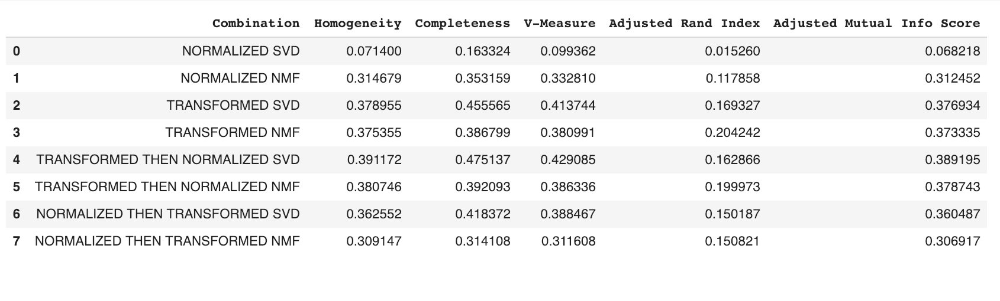 Combination Homogeneity Completeness V-Measure Adjusted Rand Index Adjusted Mutual Info Score
0 NORMALIZED SVD 0.071400 0.163324 0.099362 0.015260 0.068218
1 NORMALIZED NMF 0.314679 0.353159 0.332810 0.117858 0.312452
2 TRANSFORMED SVD 0.378955 0.455565 0.413744 0.169327 0.376934
3 TRANSFORMED NMF 0.375355 0.386799 0.380991 0.204242 0.373335
4 TRANSFORMED THEN NORMALIZED SVD 0.391172 0.475137 0.429085 0.162866 0.389195
5 TRANSFORMED THEN NORMALIZED NMF 0.380746 0.392093 0.386336 0.199973 0.378743
6 NORMALIZED THEN TRANSFORMED SVD 0.362552 0.418372 0.388467 0.150187 0.360487
7 NORMALIZED THEN TRANSFORMED NMF 0.309147 0.314108 0.311608 0.150821 0.306917